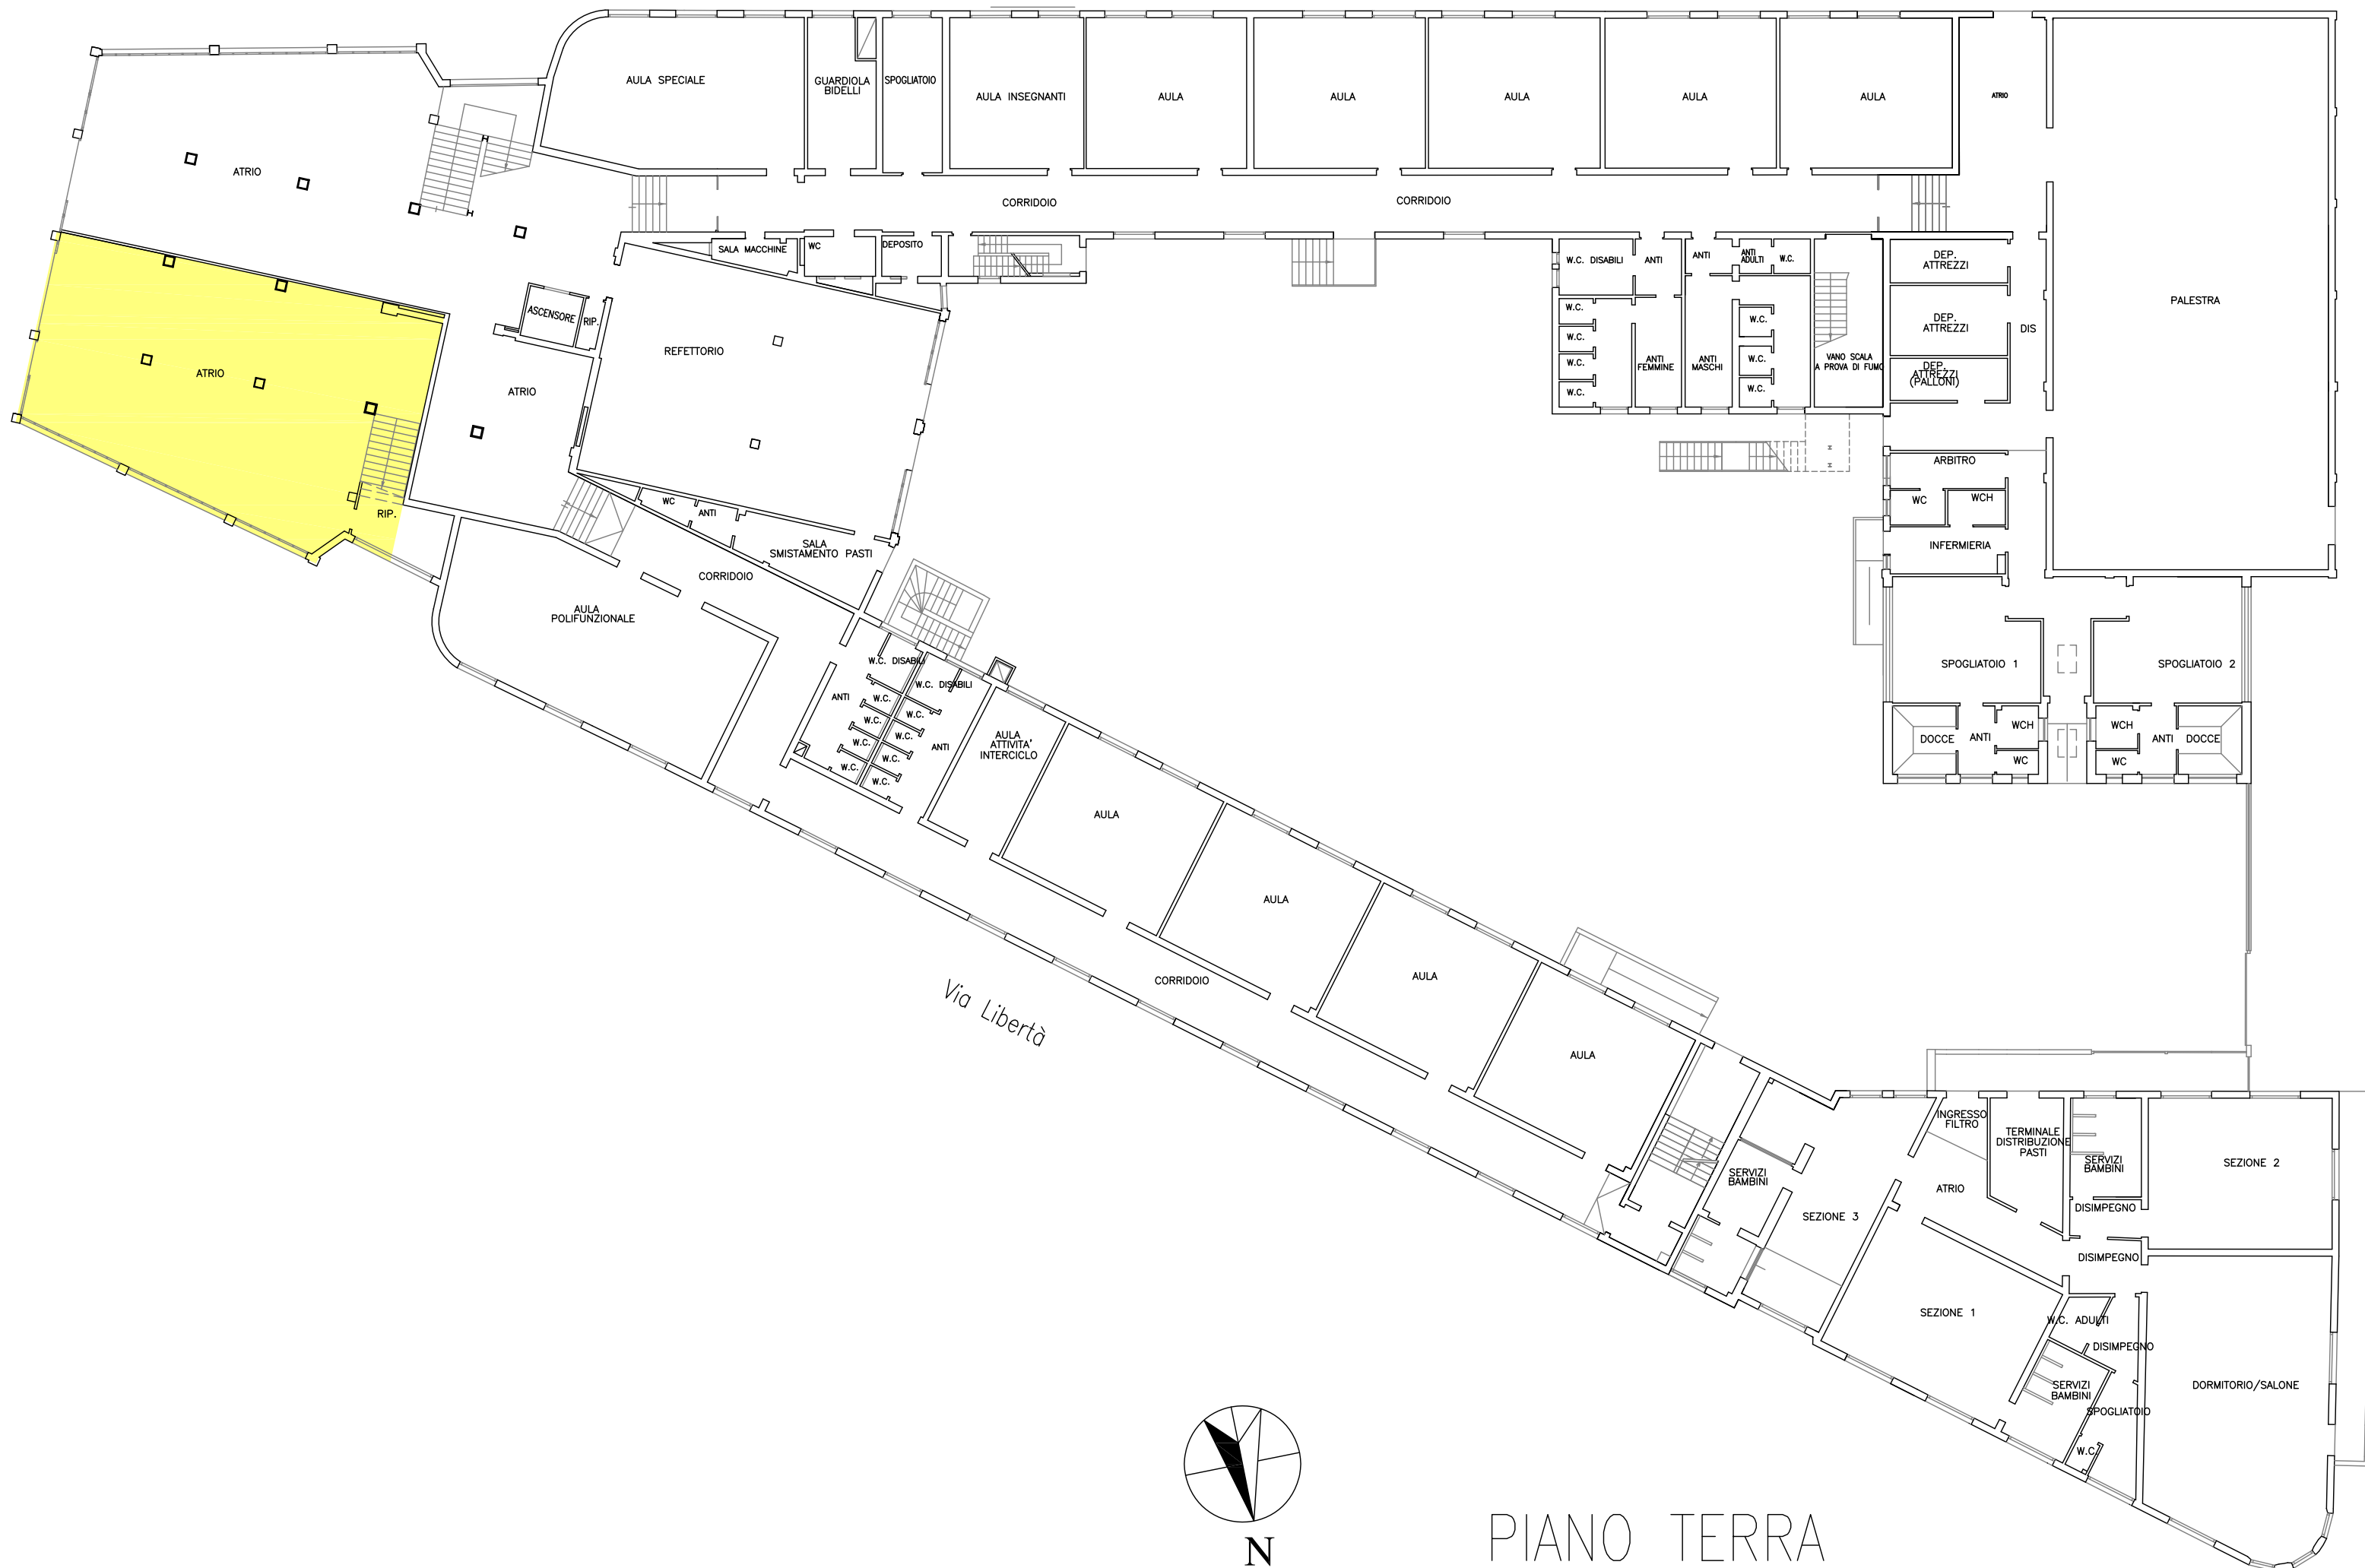 AULA SPECIALE
GUARDIOLA
BIDELLI
SPOGLIATOIO
AULA INSEGNANTI
AULA
AULA
AULA
AULA
AULA
ATRIO
ATRIO
CORRIDOIO
CORRIDOIO
SALA MACCHINE
WC
DEPOSITO
W.C. DISABILI
ANTI
ANTI
ANTI
ADULTI
W.C.
DEP.
ATTREZZI
PALESTRA
ASCENSORE
RIP.
REFETTORIO
W.C.
W.C.
W.C.
W.C.
ANTI
FEMMINE
ANTI
MASCHI
W.C.
W.C.
W.C.
VANO SCALA
A PROVA DI FUMO
DEP.
ATTREZZI
DIS
DEP.
ATTREZZI
(PALLONI)
ATRIO
ATRIO
RIP.
WC
ANTI
SALA
SMISTAMENTO PASTI
ARBITRO
WC
WCH
INFERMIERIA
CORRIDOIO
AULA
POLIFUNZIONALE
W.C. DISABILI
W.C. DISABILI
ANTI
W.C.
W.C.
W.C.
W.C.
W.C.
W.C.
W.C.
W.C.
ANTI
AULA
ATTIVITA'
INTERCICLO
SPOGLIATOIO 1
SPOGLIATOIO 2
DOCCE
ANTI
WCH
WC
WCH
WC
ANTI
DOCCE
AULA
AULA
AULA
AULA
CORRIDOIO
Via Libertà
INGRESSO
FILTRO
TERMINALE
DISTRIBUZIONE
PASTI
SERVIZI
BAMBINI
SEZIONE 2
SERVIZI
BAMBINI
ATRIO
DISIMPEGNO
SEZIONE 3
DISIMPEGNO
SEZIONE 1
W.C. ADULTI
DISIMPEGNO
SERVIZI
BAMBINI
SPOGLIATOIO
W.C.
DORMITORIO/SALONE
N
PIANO TERRA